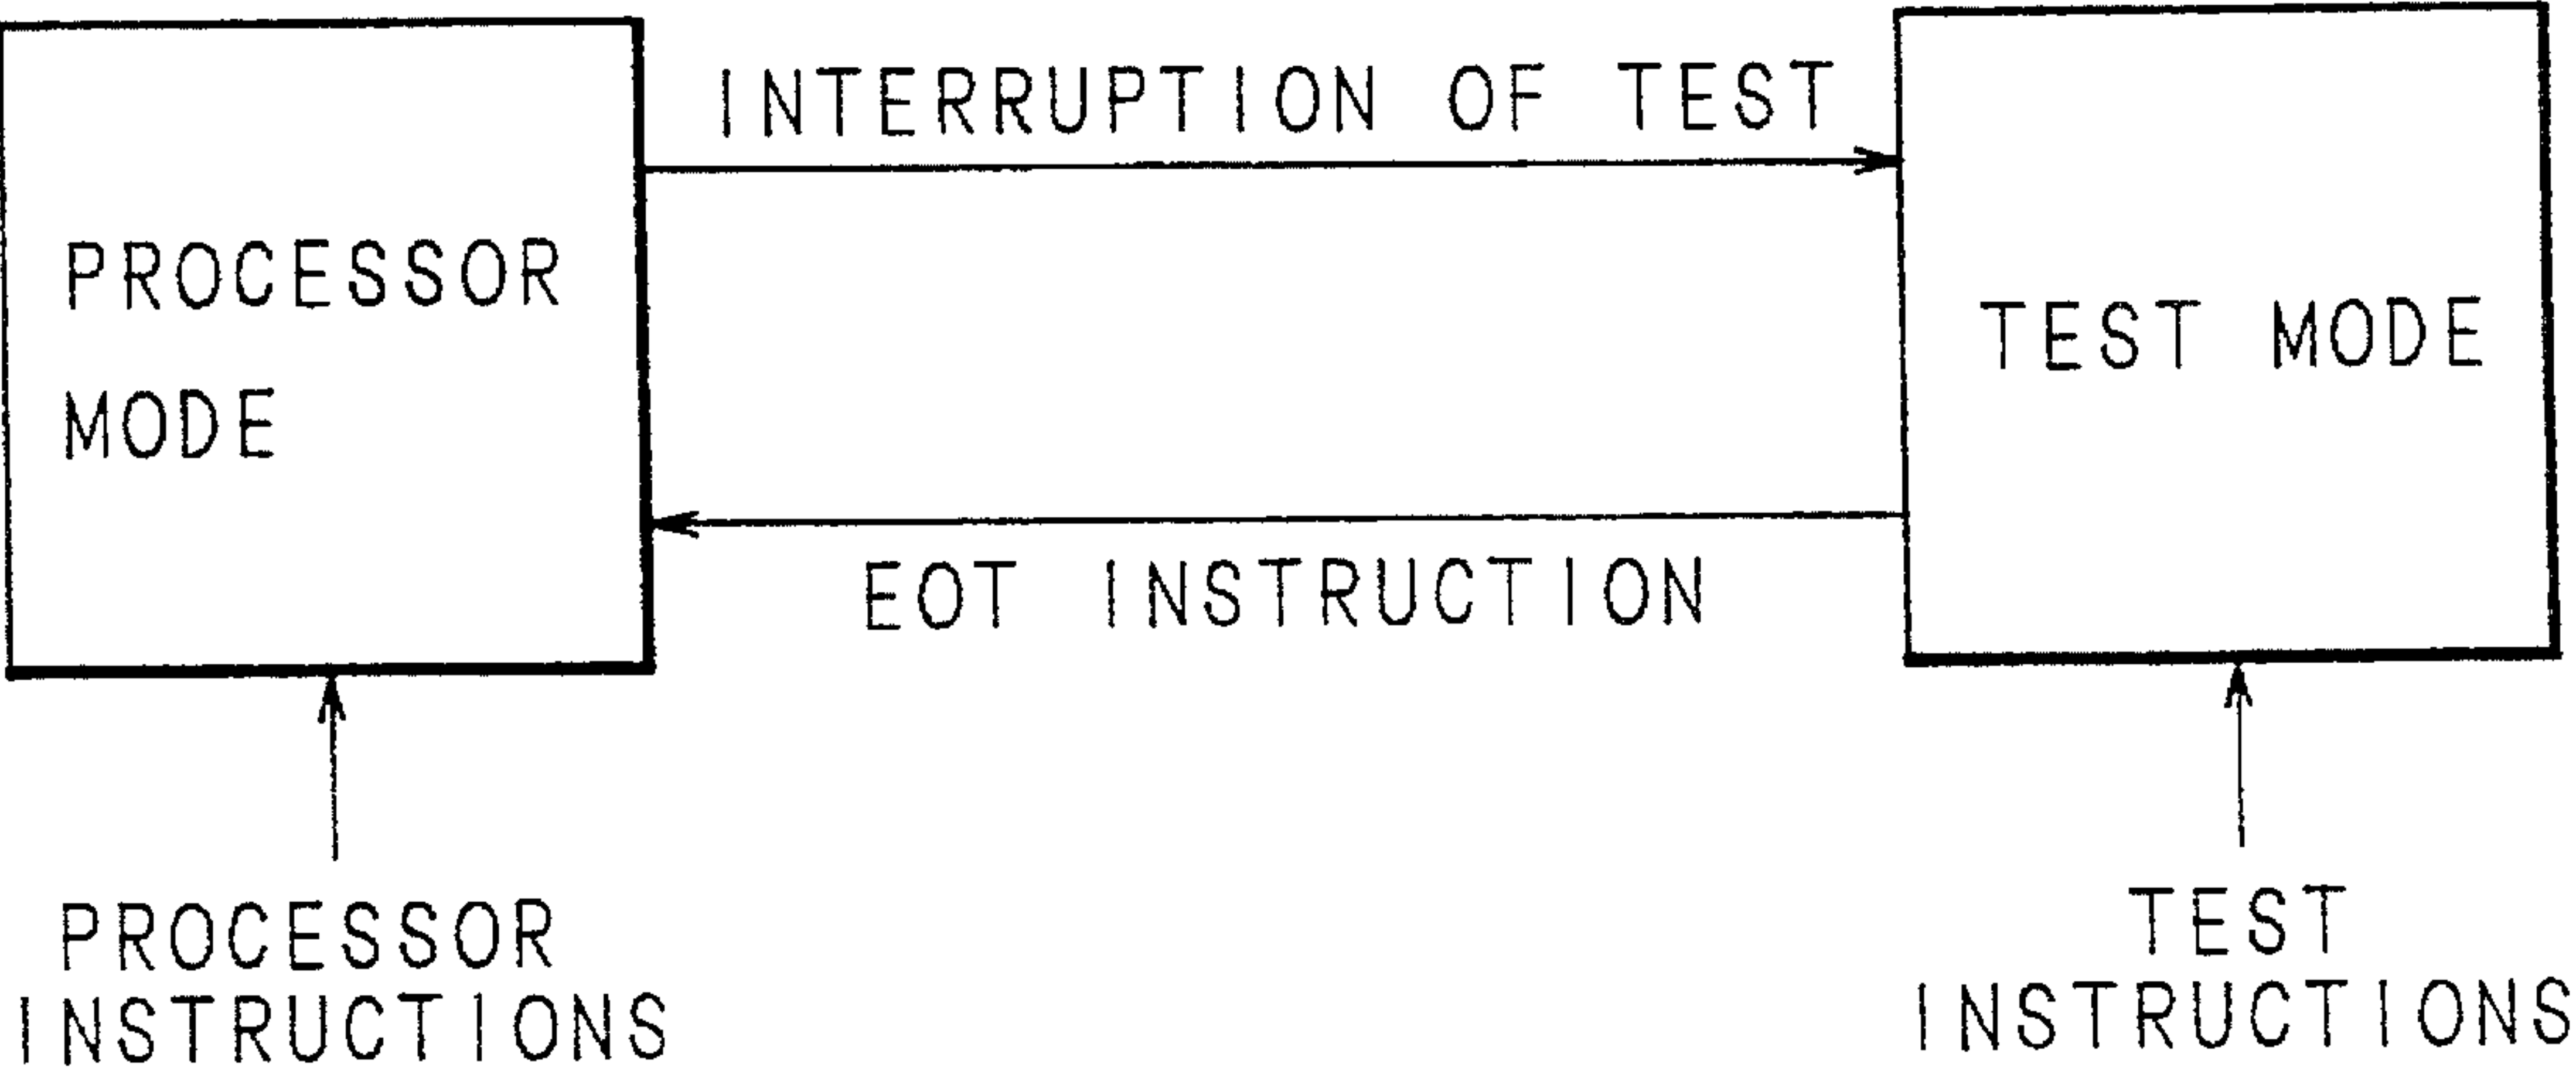 INTERRUPTION OF TEST
PROCESSOR
MODE
TEST MODE
EOT INSTRUCTION
PROCESSOR
INSTRUCTIONS
TEST
INSTRUCTIONS